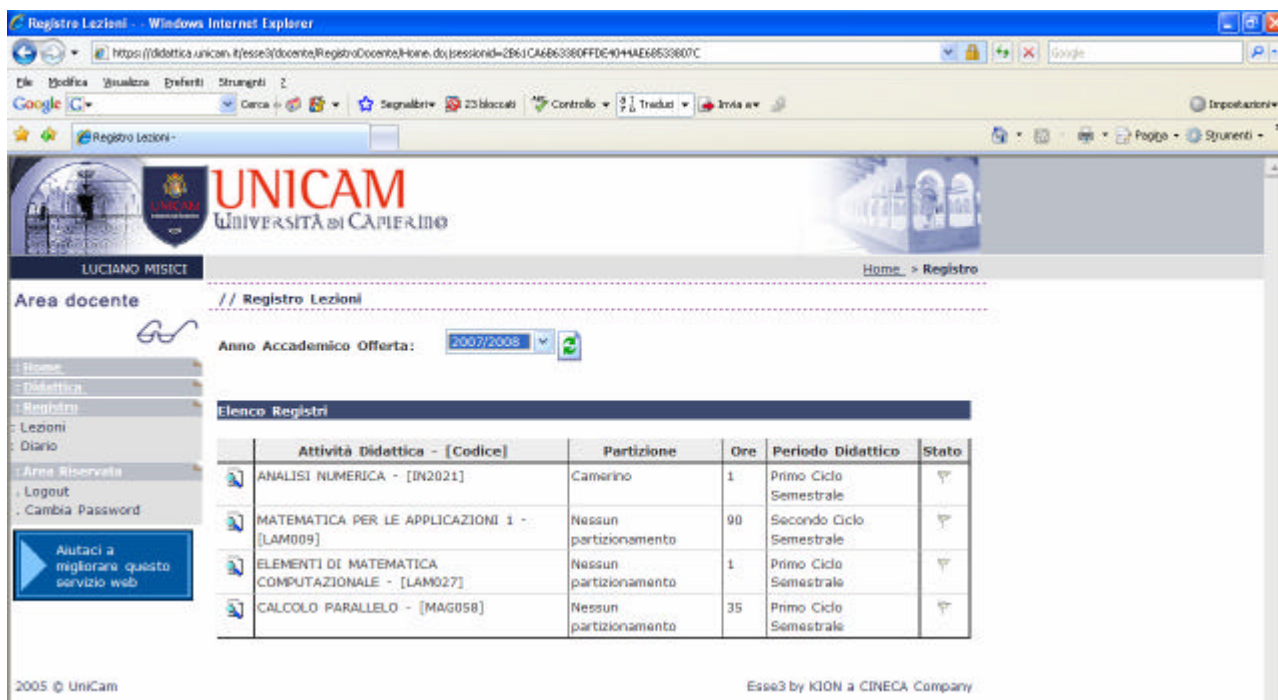 Registro Lezioni - - Windows Internet Explorer
https://didattica.unicam.it/esse3/docente/RegistroDocente/Home.do;jsessionid=2B61CA6B63380FFDE4044AE68533807C
Google
File Modifica Visualizza Preferiti Strumenti ?
Google G Cerca Segnalibri 23 bloccati Controllo Traduci Invia a Impostazioni
Registro Lezioni - Pagina Strumenti
UNICAM
UNICAM
UNIVERSITÀ DI CAMERINO
LUCIANO MISICI Home > Registro
Area docente
// Registro Lezioni
Anno Accademico Offerta: 2007/2008
: Home
: Didattica
: Registro
: Lezioni
: Diario
: Area Riservata
. Logout
. Cambia Password
Aiutaci a
migliorare questo
servizio web
Elenco Registri
Attività Didattica - [Codice] Partizione Ore Periodo Didattico Stato
ANALISI NUMERICA - [IN2021] Camerino 1 Primo Ciclo
Semestrale
MATEMATICA PER LE APPLICAZIONI 1 - Nessun 90 Secondo Ciclo
[LAM009] partizionamento Semestrale
ELEMENTI DI MATEMATICA Nessun 1 Primo Ciclo
COMPUTAZIONALE - [LAM027] partizionamento Semestrale
CALCOLO PARALLELO - [MAG058] Nessun 35 Primo Ciclo
partizionamento Semestrale
2005 © UniCam Esse3 by KION a CINECA Company